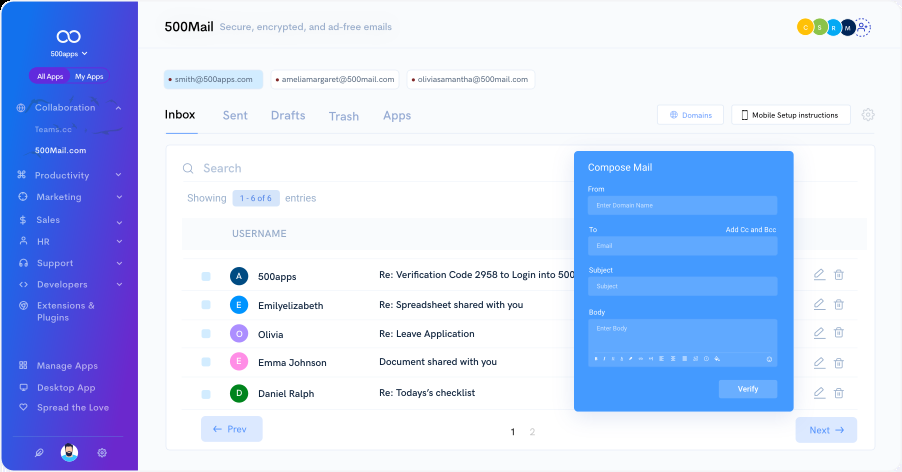 500apps
All Apps My Apps
Collaboration
Teams.cc
500Mail.com
Productivity
Marketing
Sales
HR
Support
Developers
Extensions &
Plugins
Manage Apps
Desktop App
Spread the Love
500Mail Secure, encrypted, and ad-free emails
C S B M
smith@500apps.com ameliamargaret@500mail.com oliviasamantha@500mail.com
Inbox Sent Drafts Trash Apps Domains Mobile Setup instructions
Search
Showing 1 - 6 of 6 entries
USERNAME
A 500apps Re: Verification Code 2958 to Login into 500
E Emilyelizabeth Re: Spreadsheet shared with you
O Olivia Re: Leave Application
E Emma Johnson Document shared with you
D Daniel Ralph Re: Todays's checklist
Prev 1 2 Next
Compose Mail
From
Enter Domain Name
To Add Cc and Bcc
Email
Subject
Subject
Body
Enter Body
Verify